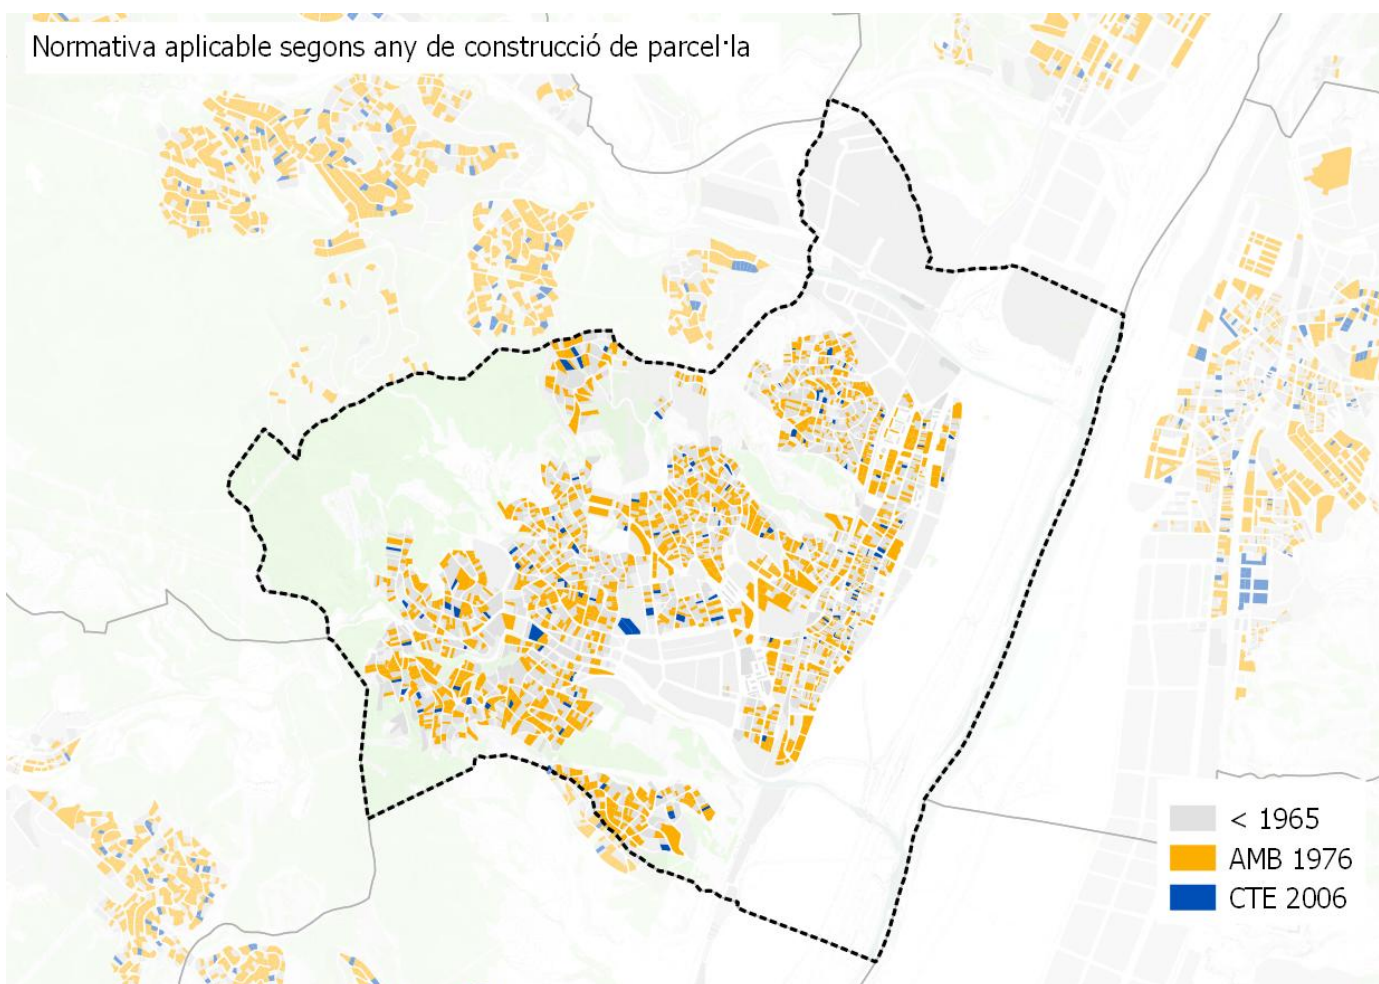 Normativa aplicable segons any de construcció de parcel·la
< 1965
AMB 1976
CTE 2006